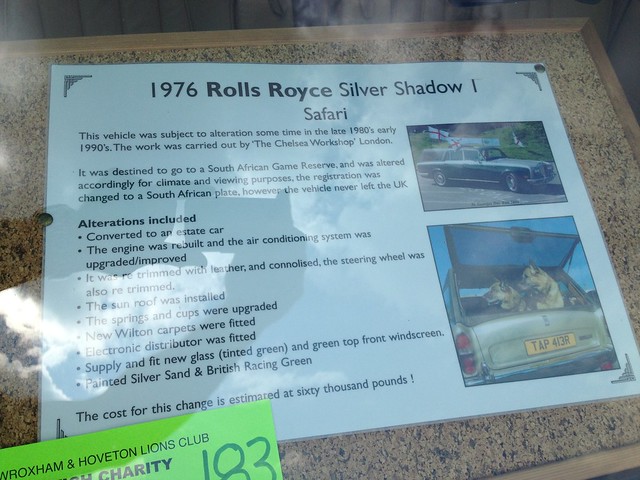 1976 Rolls Royce Silver Shadow 1
Safari
This vehicle was subject to alteration some time in the late 1980's early
1990's. The work was carried out by 'The Chelsea Workshop' London.
It was destined to go to a South African Game Reserve, and was altered
accordingly for climate and viewing purposes, the registration was
changed to a South African plate, however the vehicle never left the UK
Alterations included
• Converted to an estate car
• The engine was rebuilt and the air conditioning system was
upgraded/improved
• It was re trimmed with leather, and connolised, the steering wheel was
also re trimmed.
• The sun roof was installed
• The springs and cups were upgraded
• New Wilton carpets were fitted
• Electronic distributor was fitted
• Supply and fit new glass (tinted green) and green top front windscreen.
• Painted Silver Sand & British Racing Green
The cost for this change is estimated at sixty thousand pounds !
TAP 413R
WROXHAM & HOVETON LIONS CLUB
CHARITY
183